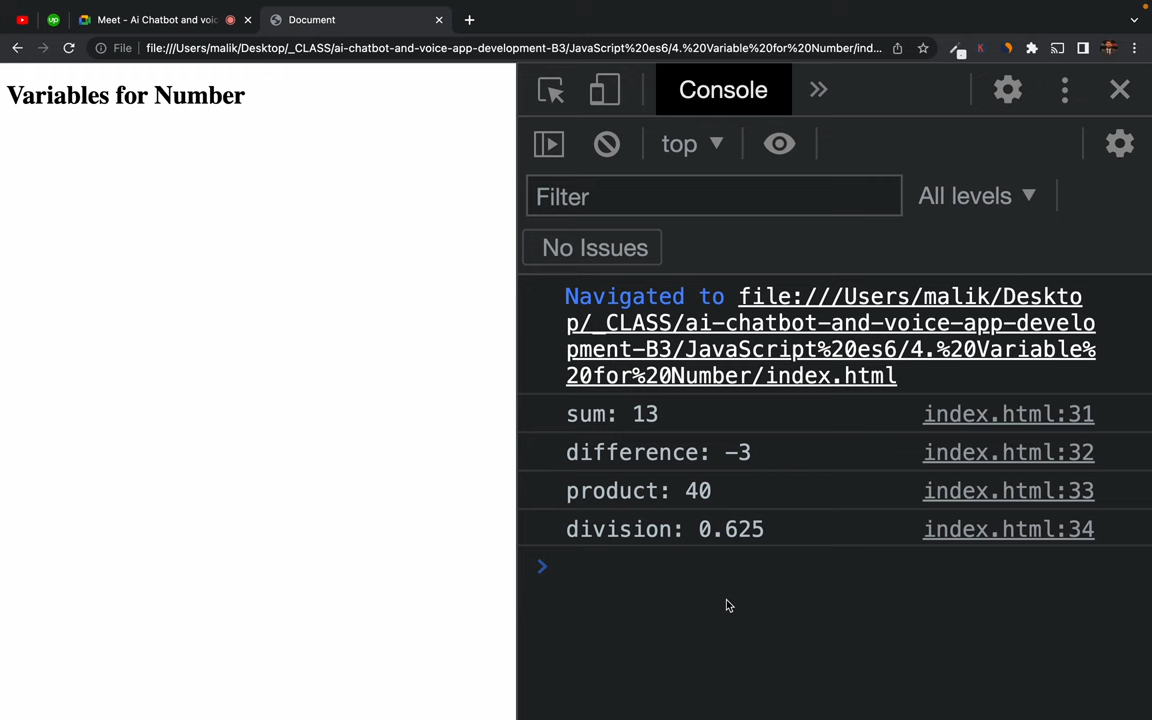 Meet - Ai Chatbot and voic
Document
File
file:///Users/malik/Desktop/_CLASS/ai-chatbot-and-voice-app-development-B3/JavaScript%20es6/4.%20Variable%20for%20Number/ind...
Variables for Number
Console
top
Filter
All levels
No Issues
Navigated to file:///Users/malik/Deskto
p/_CLASS/ai-chatbot-and-voice-app-develo
pment-B3/JavaScript%20es6/4.%20Variable%
20for%20Number/index.html
sum: 13 index.html:31
difference: -3 index.html:32
product: 40 index.html:33
division: 0.625 index.html:34